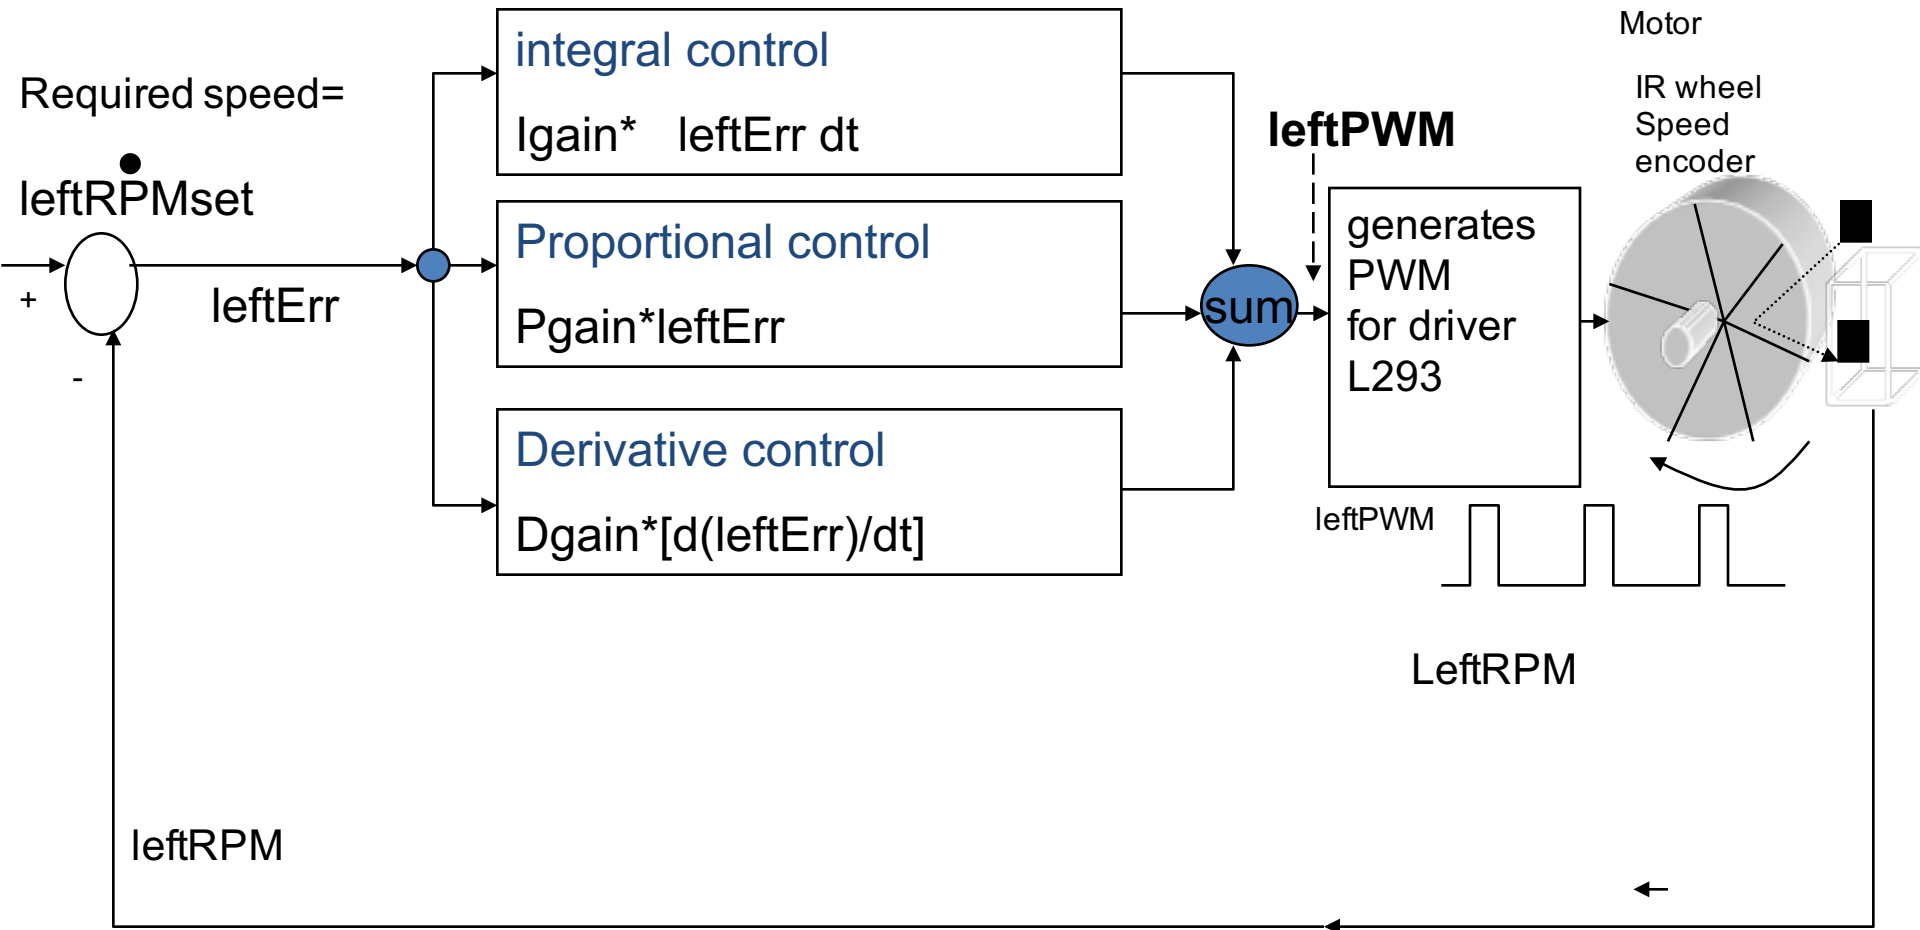 Required speed=
leftRPMset
+
-
leftErr
integral control
Igain* leftErr dt
Proportional control
Pgain*leftErr
Derivative control
Dgain*[d(leftErr)/dt]
sum
leftPWM
generates
PWM
for driver
L293
Motor
IR wheel
Speed
encoder
leftPWM
LeftRPM
leftRPM